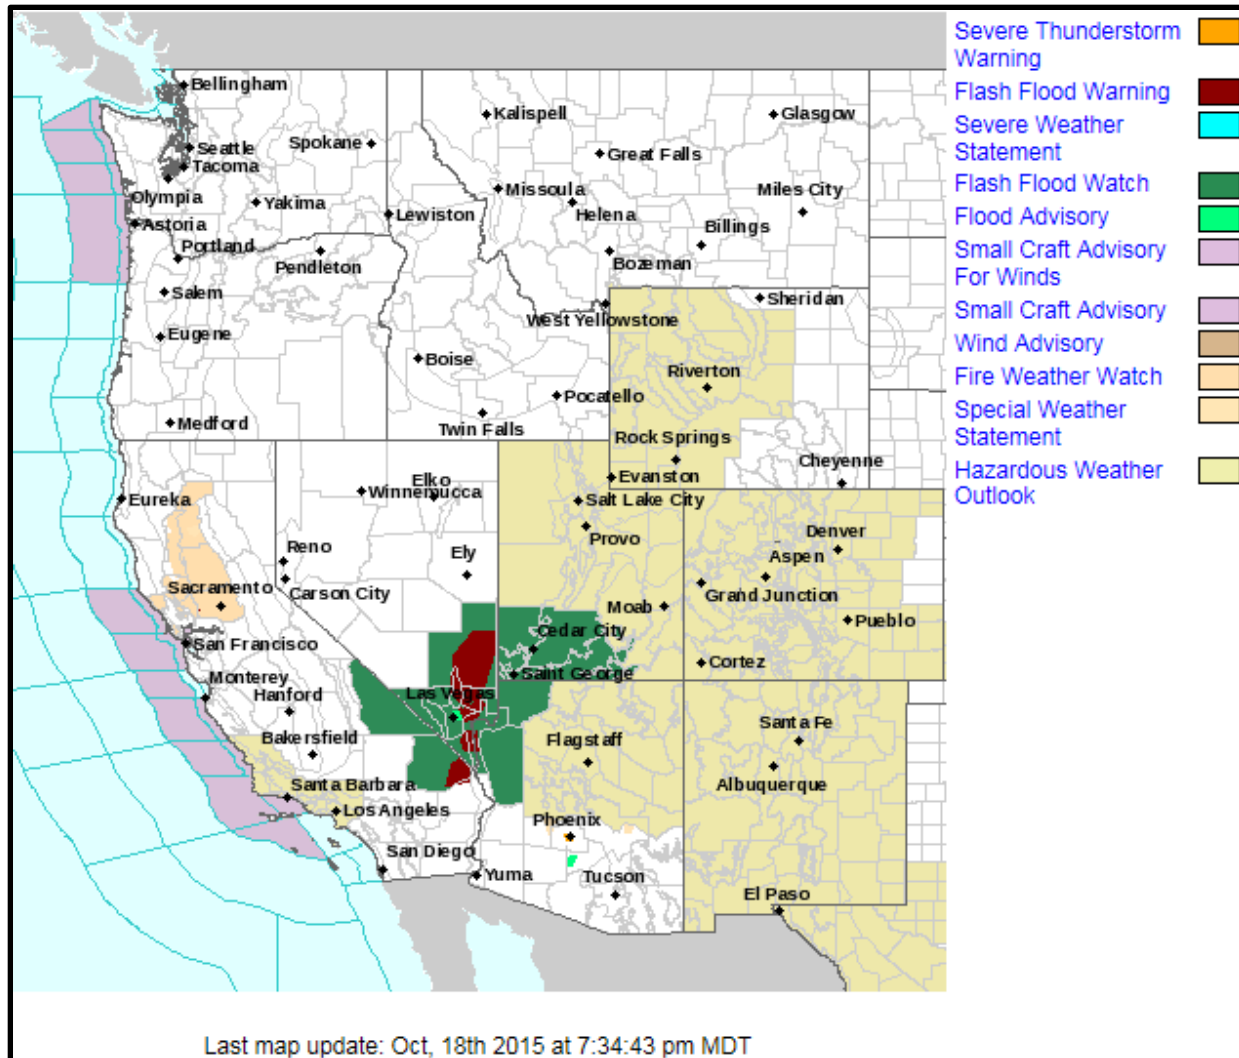 Bellingham
Seattle
Tacoma
Olympia
Spokane
Yakima
Astoria
Portland
Lewiston
Pendleton
Salem
Eugene
Medford
Kalispell
Glasgow
Great Falls
Missoula
Miles City
Helena
Billings
Bozeman
Sheridan
West Yellowstone
Boise
Riverton
Pocatello
Twin Falls
Rock Springs
Cheyenne
Evanston
Eureka
Elko
Winnemucca
Salt Lake City
Provo
Denver
Reno
Ely
Aspen
Sacramento
Carson City
Grand Junction
Moab
Pueblo
San Francisco
Cedar City
Cortez
Saint George
Monterey
Hanford
Las Vegas
Bakersfield
Flagstaff
Santa Fe
Albuquerque
Santa Barbara
Los Angeles
Phoenix
San Diego
Yuma
Tucson
El Paso
Severe Thunderstorm
Warning
Flash Flood Warning
Severe Weather
Statement
Flash Flood Watch
Flood Advisory
Small Craft Advisory
For Winds
Small Craft Advisory
Wind Advisory
Fire Weather Watch
Special Weather
Statement
Hazardous Weather
Outlook
Last map update: Oct, 18th 2015 at 7:34:43 pm MDT